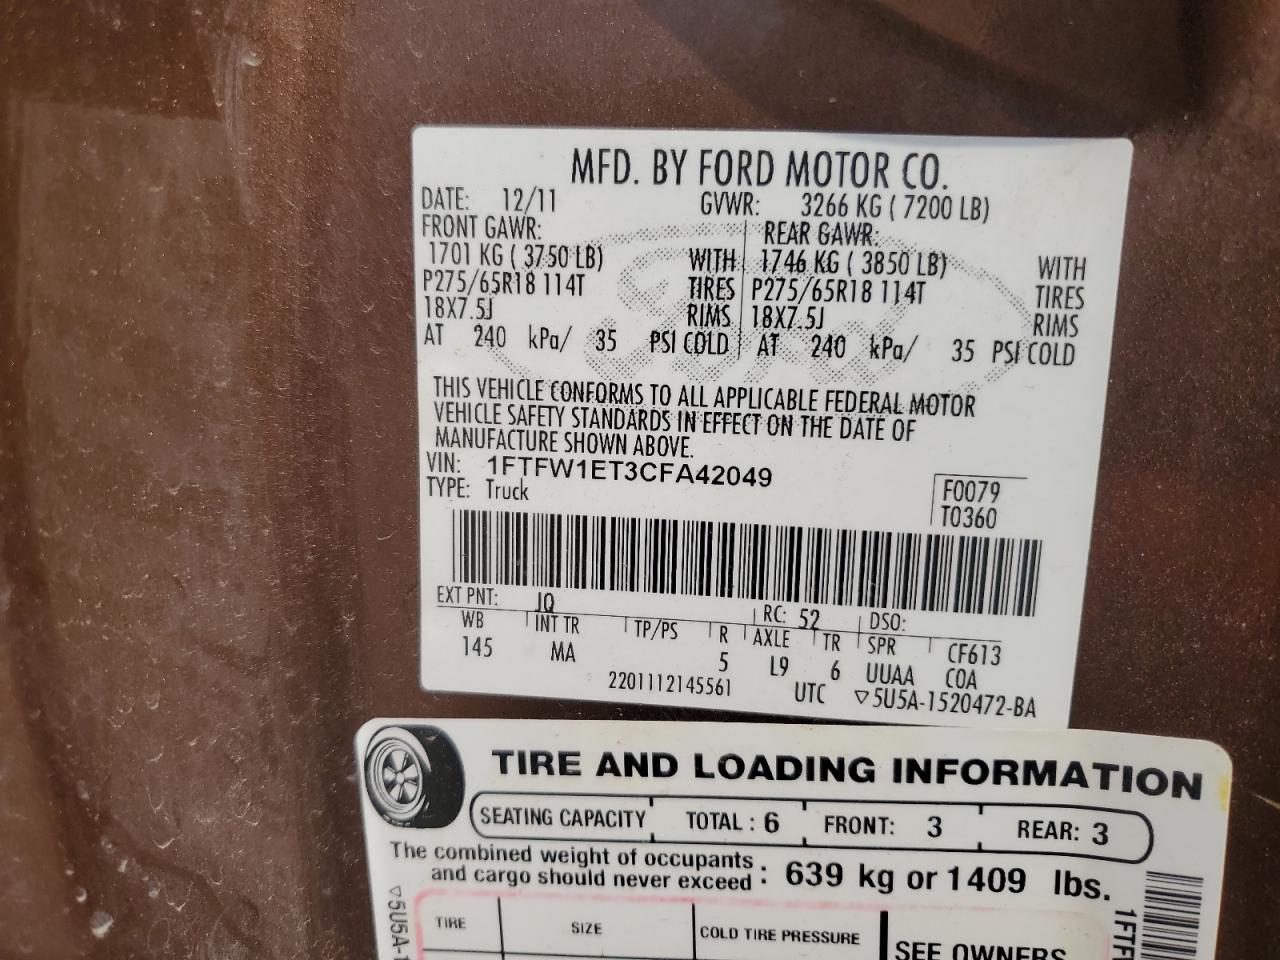 MFD. BY FORD MOTOR CO.
DATE: 12/11 GVWR: 3266 KG ( 7200 LB)
FRONT GAWR: REAR GAWR:
1701 KG ( 3750 LB) WITH 1746 KG ( 3850 LB) WITH
P275/65R18 114T TIRES P275/65R18 114T TIRES
18X7.5J RIMS 18X7.5J RIMS
AT 240 kPa/ 35 PSI COLD AT 240 kPa/ 35 PSI COLD
THIS VEHICLE CONFORMS TO ALL APPLICABLE FEDERAL MOTOR
VEHICLE SAFETY STANDARDS IN EFFECT ON THE DATE OF
MANUFACTURE SHOWN ABOVE.
VIN: 1FTFW1ET3CFA42049
TYPE: Truck
F0079
T0360
EXT PNT: JQ RC: 52 DSO:
WB INT TR TP/PS R AXLE TR SPR CF613
145 MA 5 L9 6 UUAA COA
2201112145561 UTC ▽5U5A-1520472-BA
TIRE AND LOADING INFORMATION
SEATING CAPACITY TOTAL : 6 FRONT: 3 REAR: 3
The combined weight of occupants
and cargo should never exceed : 639 kg or 1409 lbs.
TIRE SIZE COLD TIRE PRESSURE SEE OWNERS
▽5U5A-
1FTF